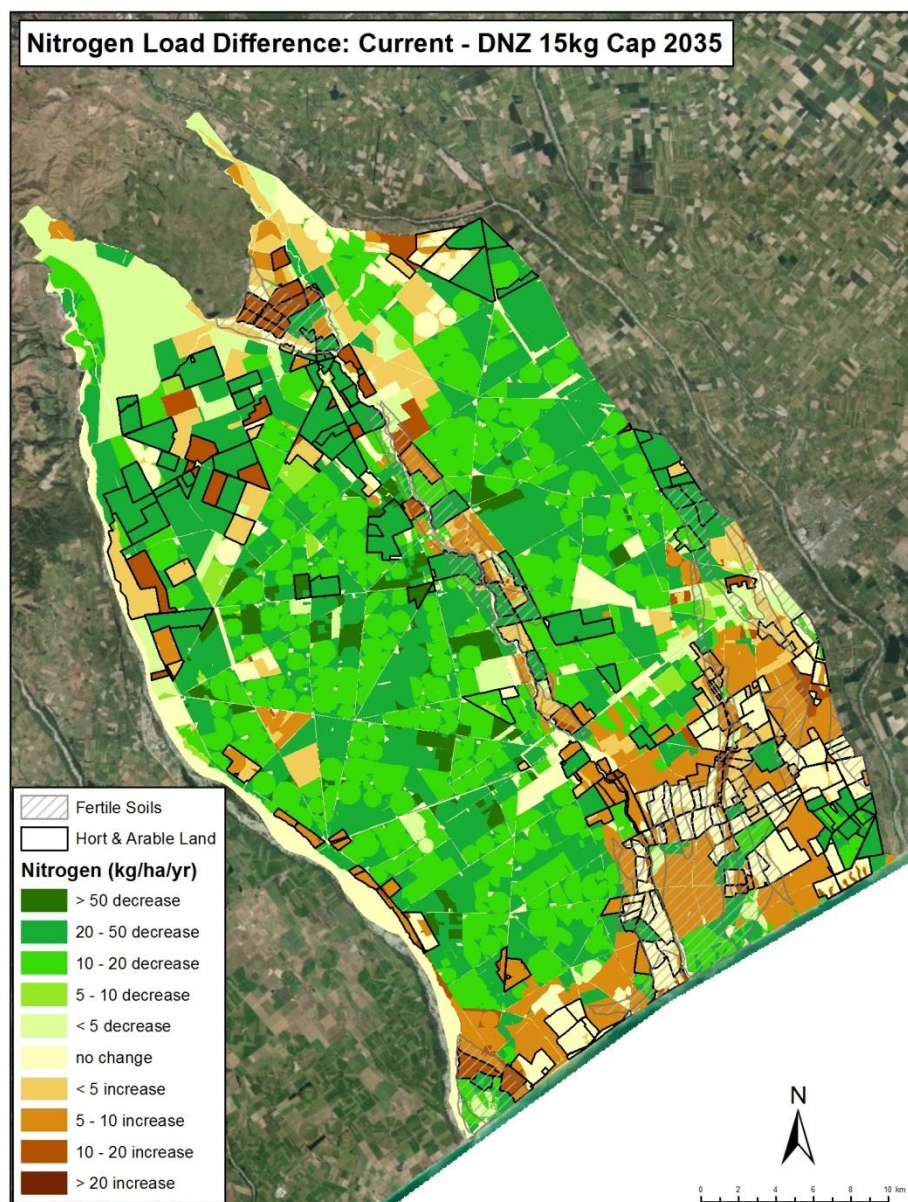 Nitrogen Load Difference: Current - DNZ 15kg Cap 2035
Fertile Soils
Hort & Arable Land
Nitrogen (kg/ha/yr)
> 50 decrease
20 - 50 decrease
10 - 20 decrease
5 - 10 decrease
< 5 decrease
no change
< 5 increase
5 - 10 increase
10 - 20 increase
> 20 increase
N
0 2 4 6 8 10 km